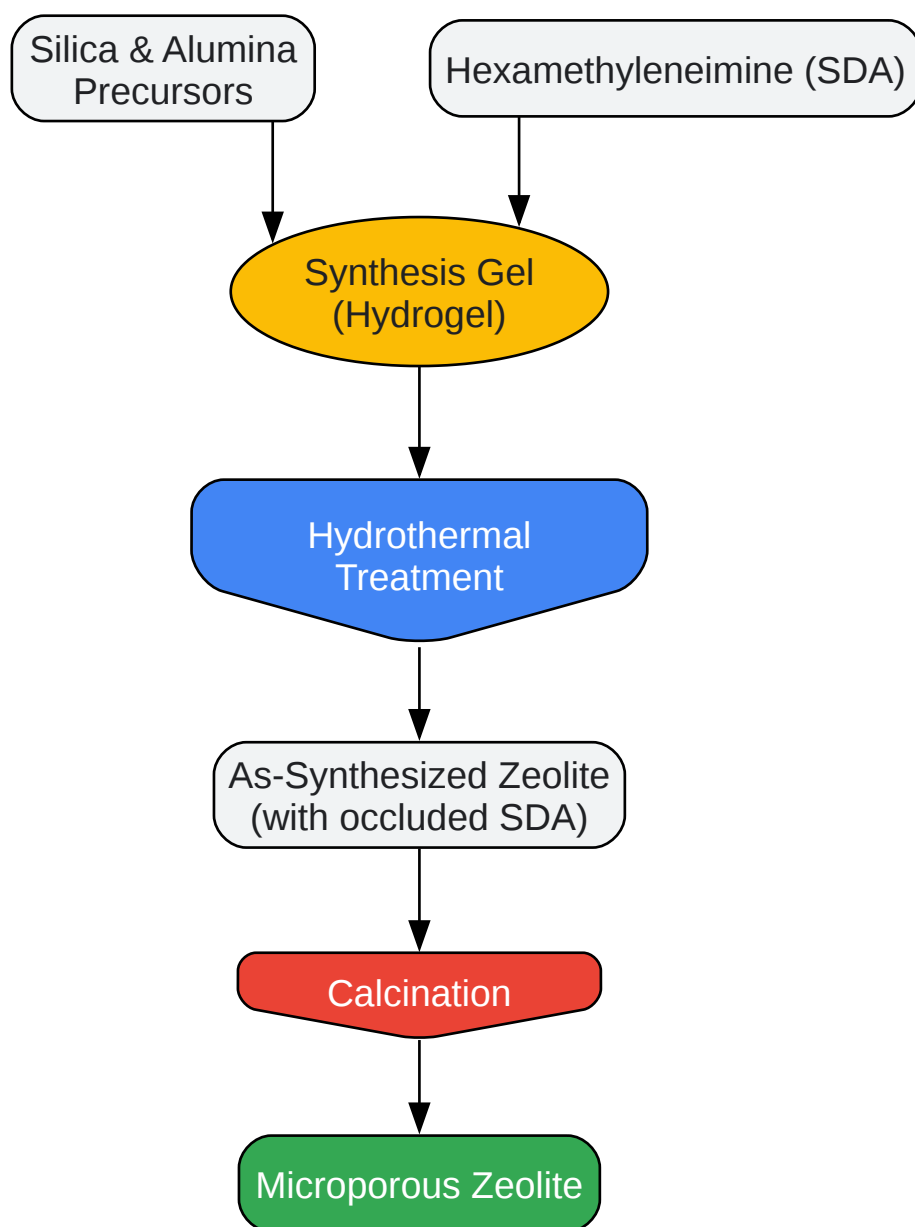 Silica & Alumina
Precursors
Hexamethyleneimine (SDA)
Synthesis Gel
(Hydrogel)
Hydrothermal
Treatment
As-Synthesized Zeolite
(with occluded SDA)
Calcination
Microporous Zeolite